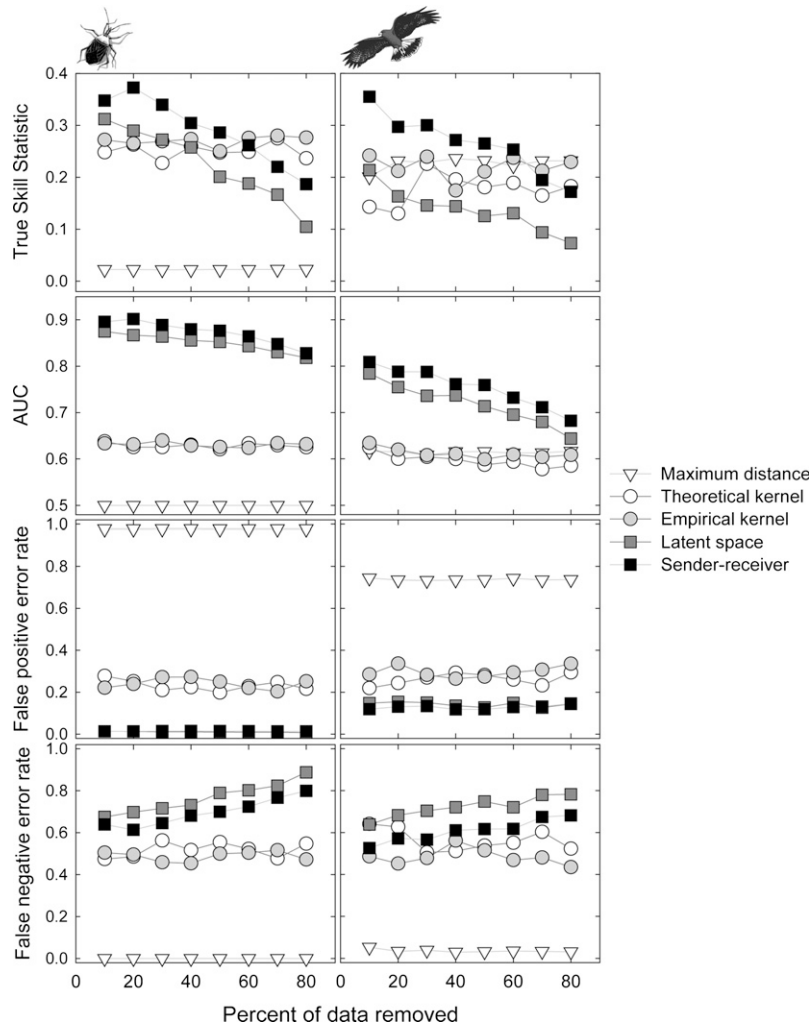 True Skill Statistic
0.4
0.3
0.2
0.1
0.0
AUC
0.9
0.8
0.7
0.6
0.5
False positive error rate
1.0
0.8
0.6
0.4
0.2
0.0
False negative error rate
1.0
0.8
0.6
0.4
0.2
0.0
0 20 40 60 80
20 40 60 80
Percent of data removed
Maximum distance
Theoretical kernel
Empirical kernel
Latent space
Sender-receiver